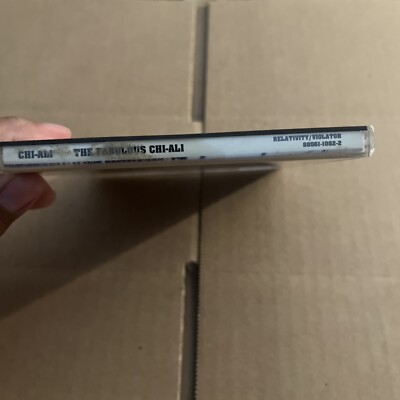 CHI-ALI THE FABULOUS CHI-ALI
RELATIVITY/VIOLATOR
88561-1082-2